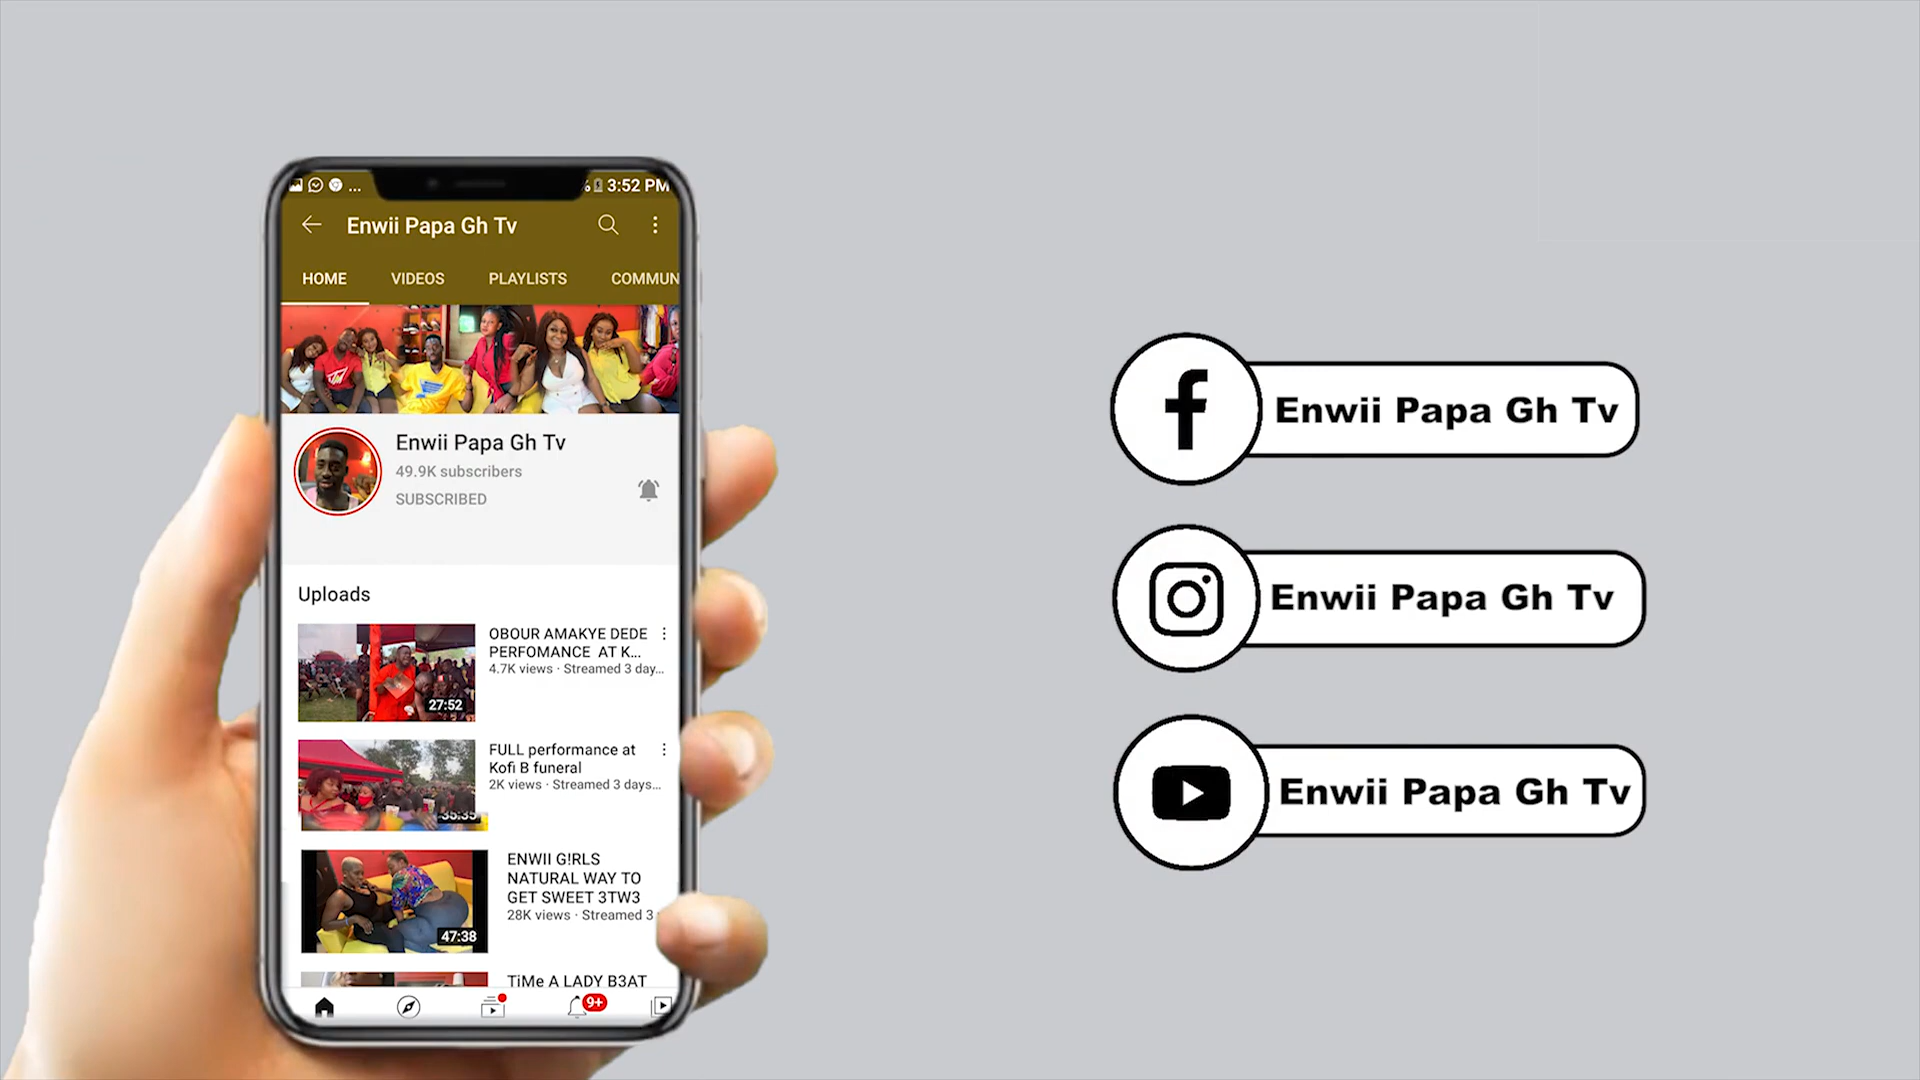 ... % 3:52 PM
Enwii Papa Gh Tv
HOME VIDEOS PLAYLISTS COMMUN
Enwii Papa Gh Tv
49.9K subscribers
SUBSCRIBED
Uploads
OBOUR AMAKYE DEDE
PERFOMANCE AT K...
4.7K views · Streamed 3 day...
27:52
FULL performance at
Kofi B funeral
2K views · Streamed 3 days...
35:35
ENWII G!RLS
NATURAL WAY TO
GET SWEET 3TW3
28K views · Streamed 3
47:38
TiMe A LADY B3AT
9+
Enwii Papa Gh Tv
Enwii Papa Gh Tv
Enwii Papa Gh Tv